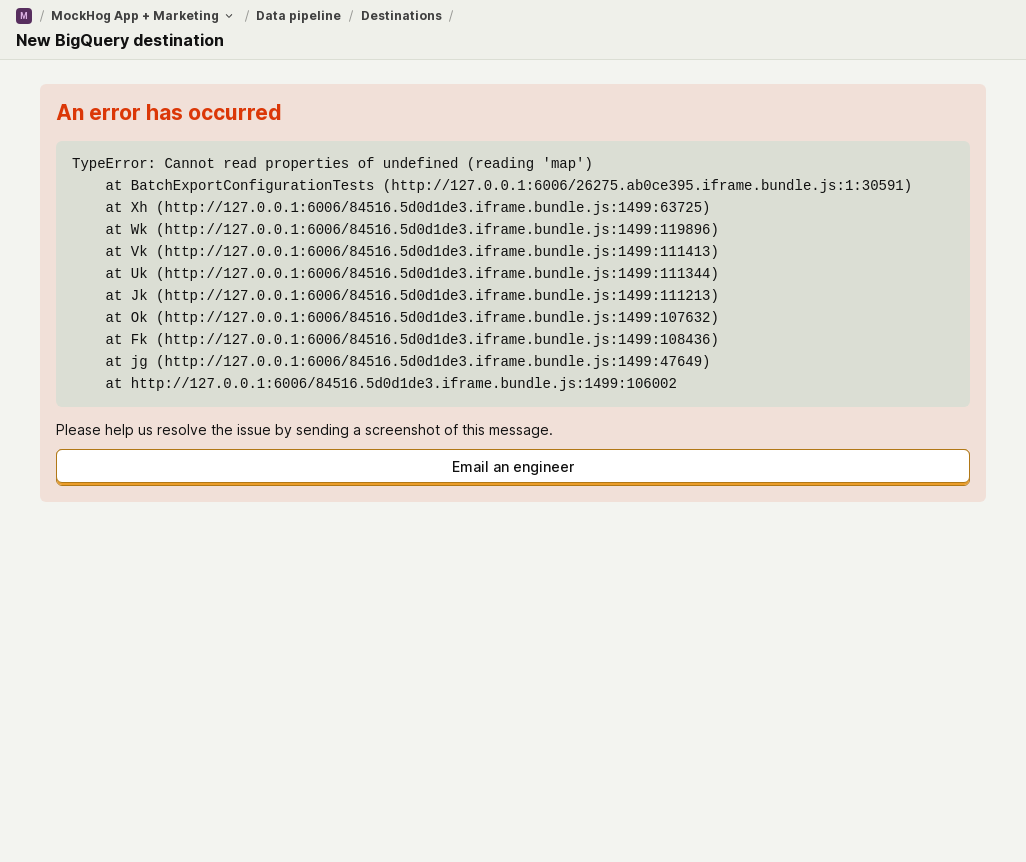 M / MockHog App + Marketing / Data pipeline / Destinations /
New BigQuery destination
An error has occurred
TypeError: Cannot read properties of undefined (reading 'map')
    at BatchExportConfigurationTests (http://127.0.0.1:6006/26275.ab0ce395.iframe.bundle.js:1:30591)
    at Xh (http://127.0.0.1:6006/84516.5d0d1de3.iframe.bundle.js:1499:63725)
    at Wk (http://127.0.0.1:6006/84516.5d0d1de3.iframe.bundle.js:1499:119896)
    at Vk (http://127.0.0.1:6006/84516.5d0d1de3.iframe.bundle.js:1499:111413)
    at Uk (http://127.0.0.1:6006/84516.5d0d1de3.iframe.bundle.js:1499:111344)
    at Jk (http://127.0.0.1:6006/84516.5d0d1de3.iframe.bundle.js:1499:111213)
    at Ok (http://127.0.0.1:6006/84516.5d0d1de3.iframe.bundle.js:1499:107632)
    at Fk (http://127.0.0.1:6006/84516.5d0d1de3.iframe.bundle.js:1499:108436)
    at jg (http://127.0.0.1:6006/84516.5d0d1de3.iframe.bundle.js:1499:47649)
    at http://127.0.0.1:6006/84516.5d0d1de3.iframe.bundle.js:1499:106002
Please help us resolve the issue by sending a screenshot of this message.
Email an engineer